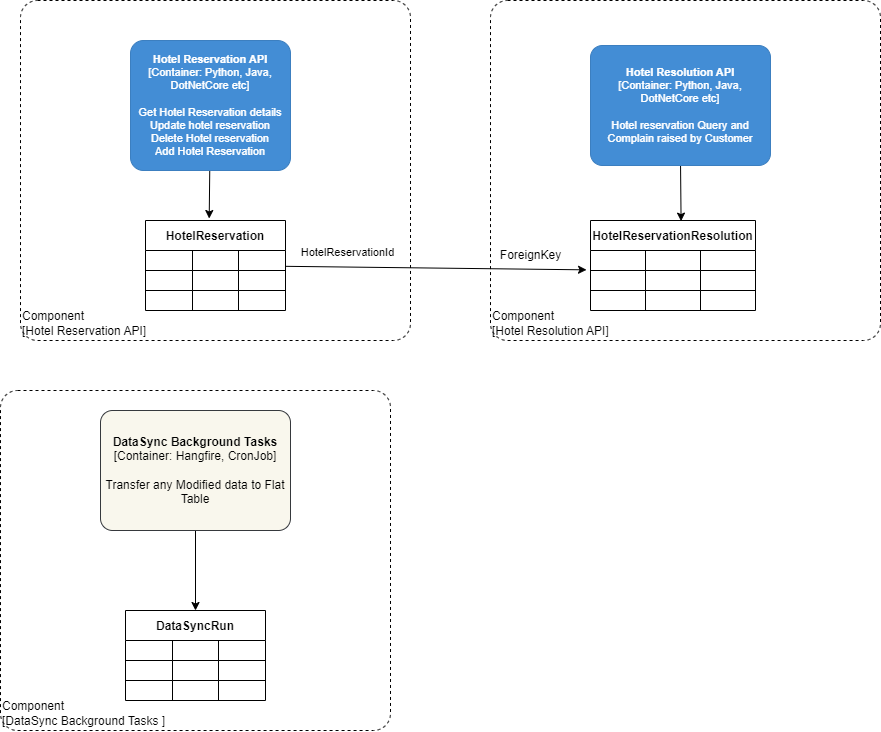 Hotel Reservation API
[Container: Python, Java,
DotNetCore etc]
Get Hotel Reservation details
Update hotel reservation
Delete Hotel reservation
Add Hotel Reservation
HotelReservation
Component
[Hotel Reservation API]
HotelReservationId
ForeignKey
Hotel Resolution API
[Container: Python, Java,
DotNetCore etc]
Hotel reservation Query and
Complain raised by Customer
HotelReservationResolution
Component
[Hotel Resolution API]
DataSync Background Tasks
[Container: Hangfire, CronJob]
Transfer any Modified data to Flat
Table
DataSyncRun
Component
[DataSync Background Tasks ]